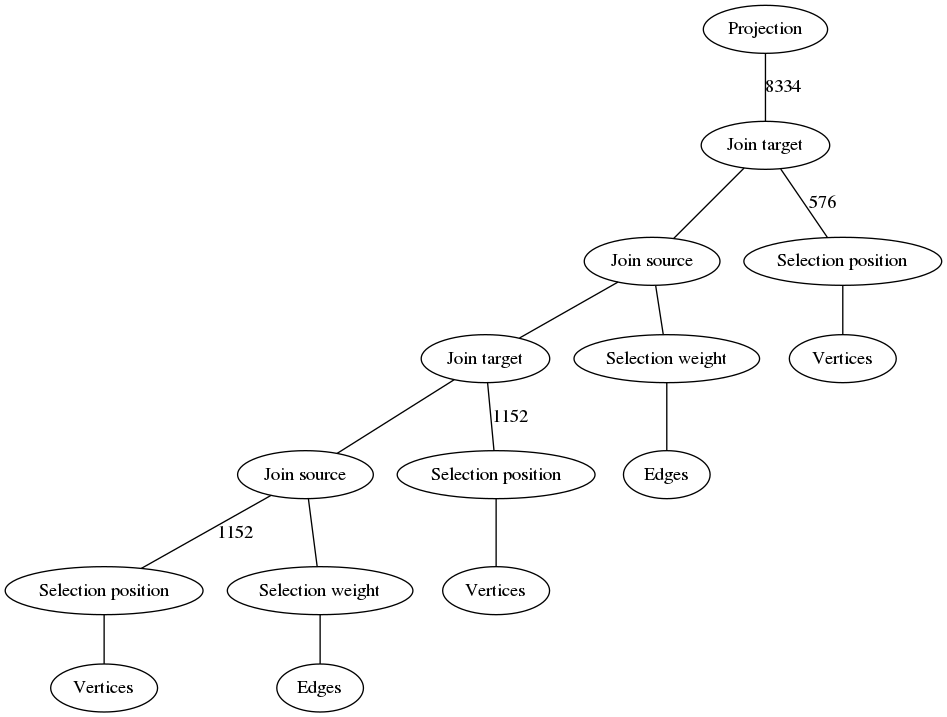 Projection
8334
Join target
576
Join source
Selection position
Join target
Selection weight
Vertices
1152
Join source
Selection position
Edges
1152
Selection position
Selection weight
Vertices
Vertices
Edges